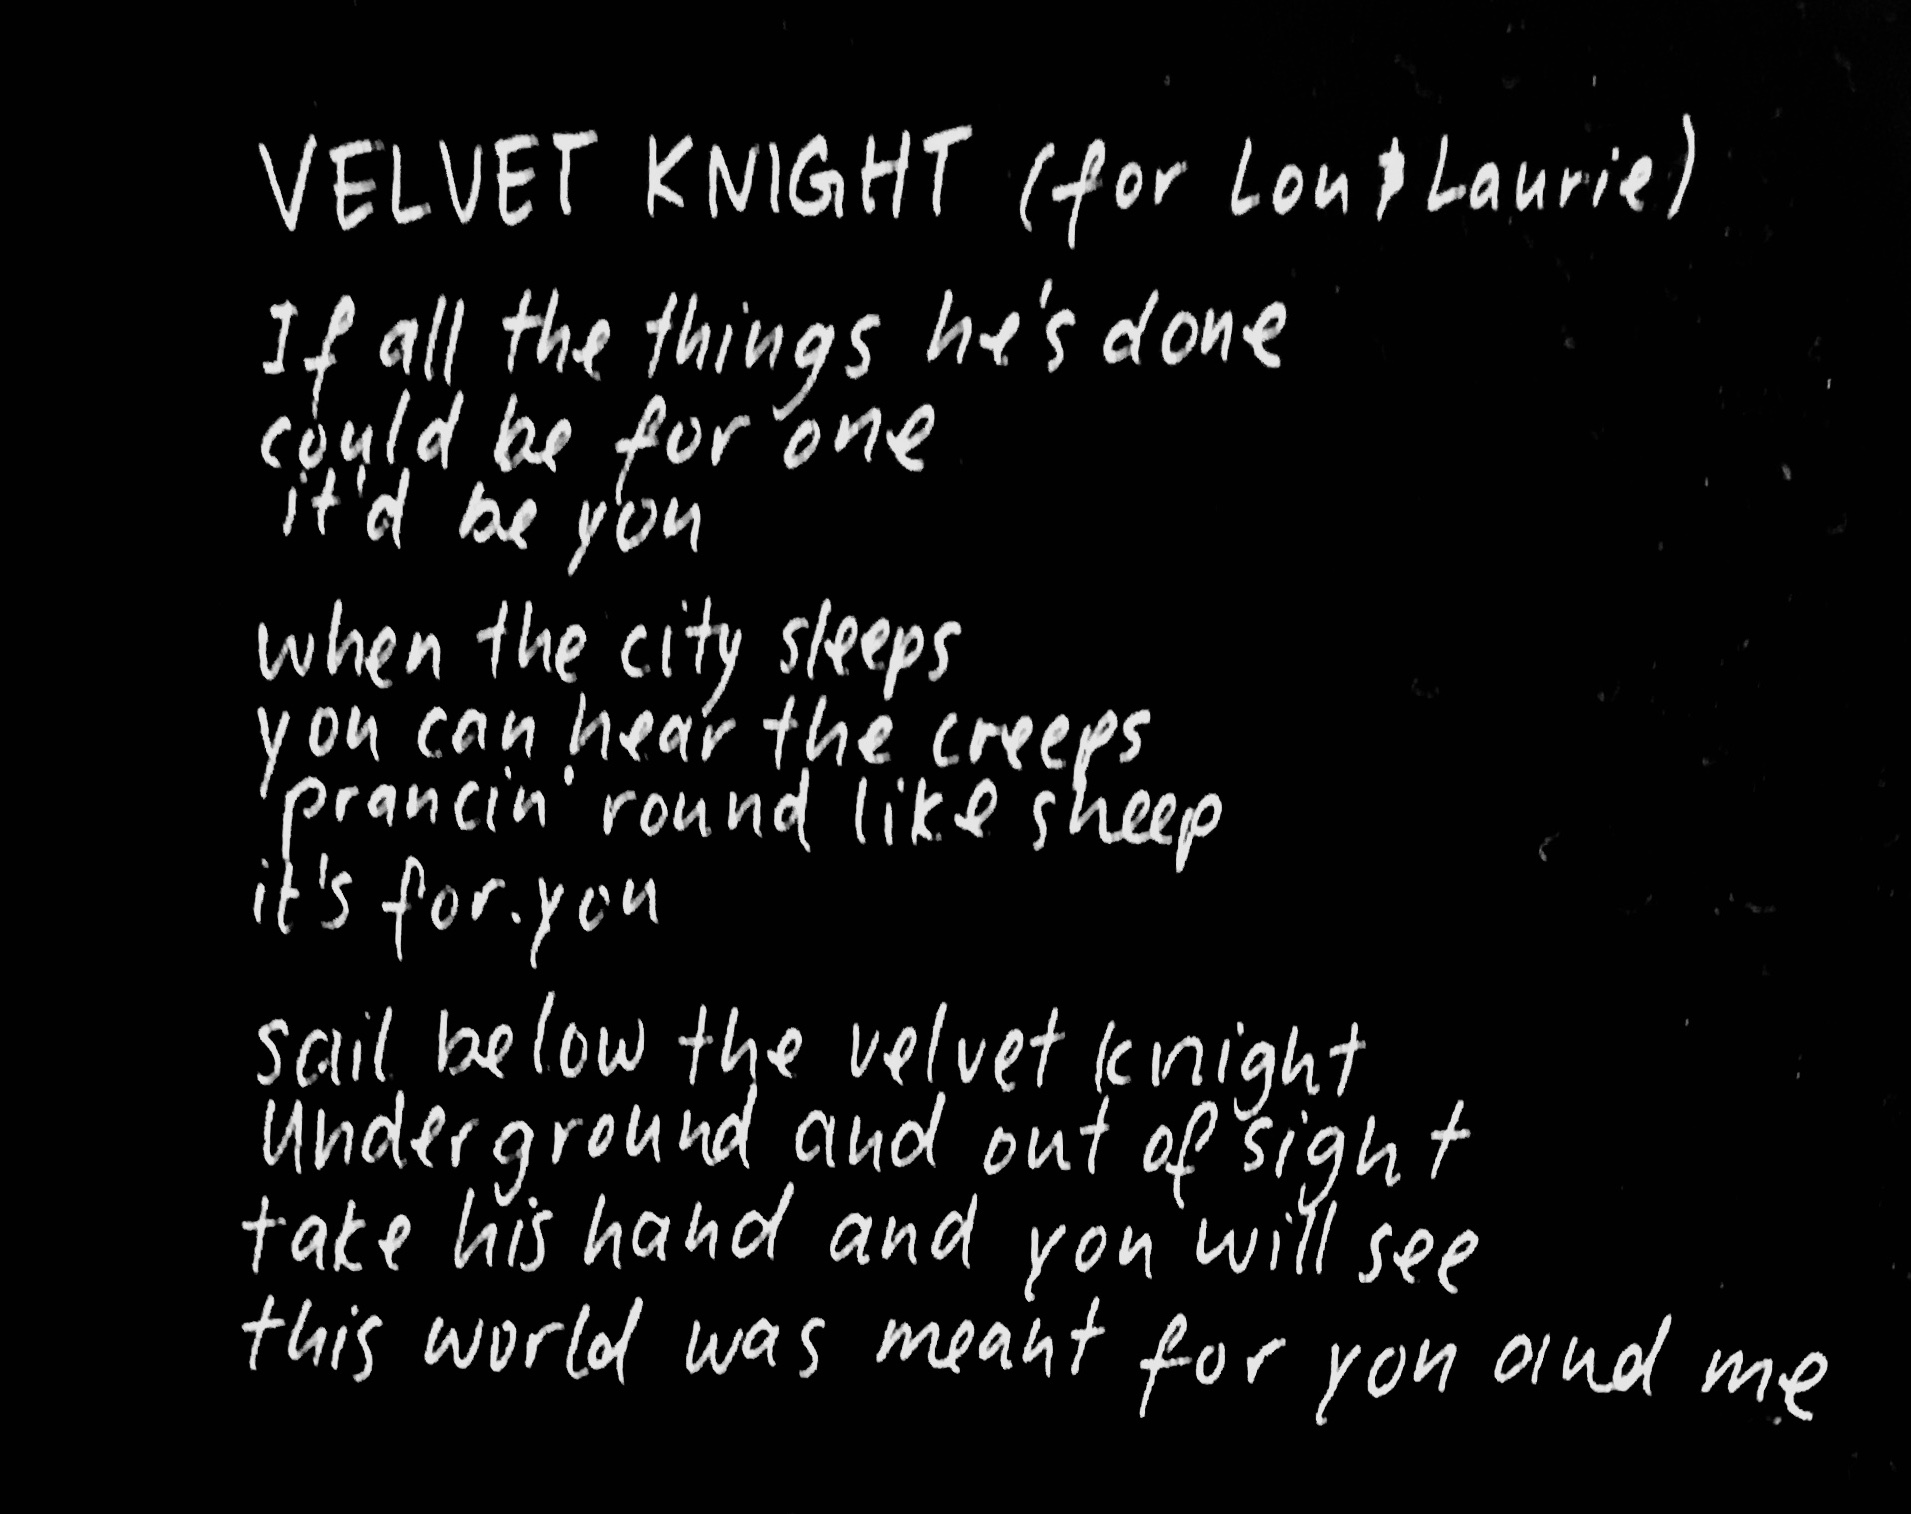 VELVET KNIGHT (for Lou & Laurie)
If all the things he's done
could be for one
it'd be you
when the city sleeps
you can hear the creeps
prancin' round like sheep
it's for you
sail below the velvet knight
Underground and out of sight
take his hand and you will see
this world was meant for you and me